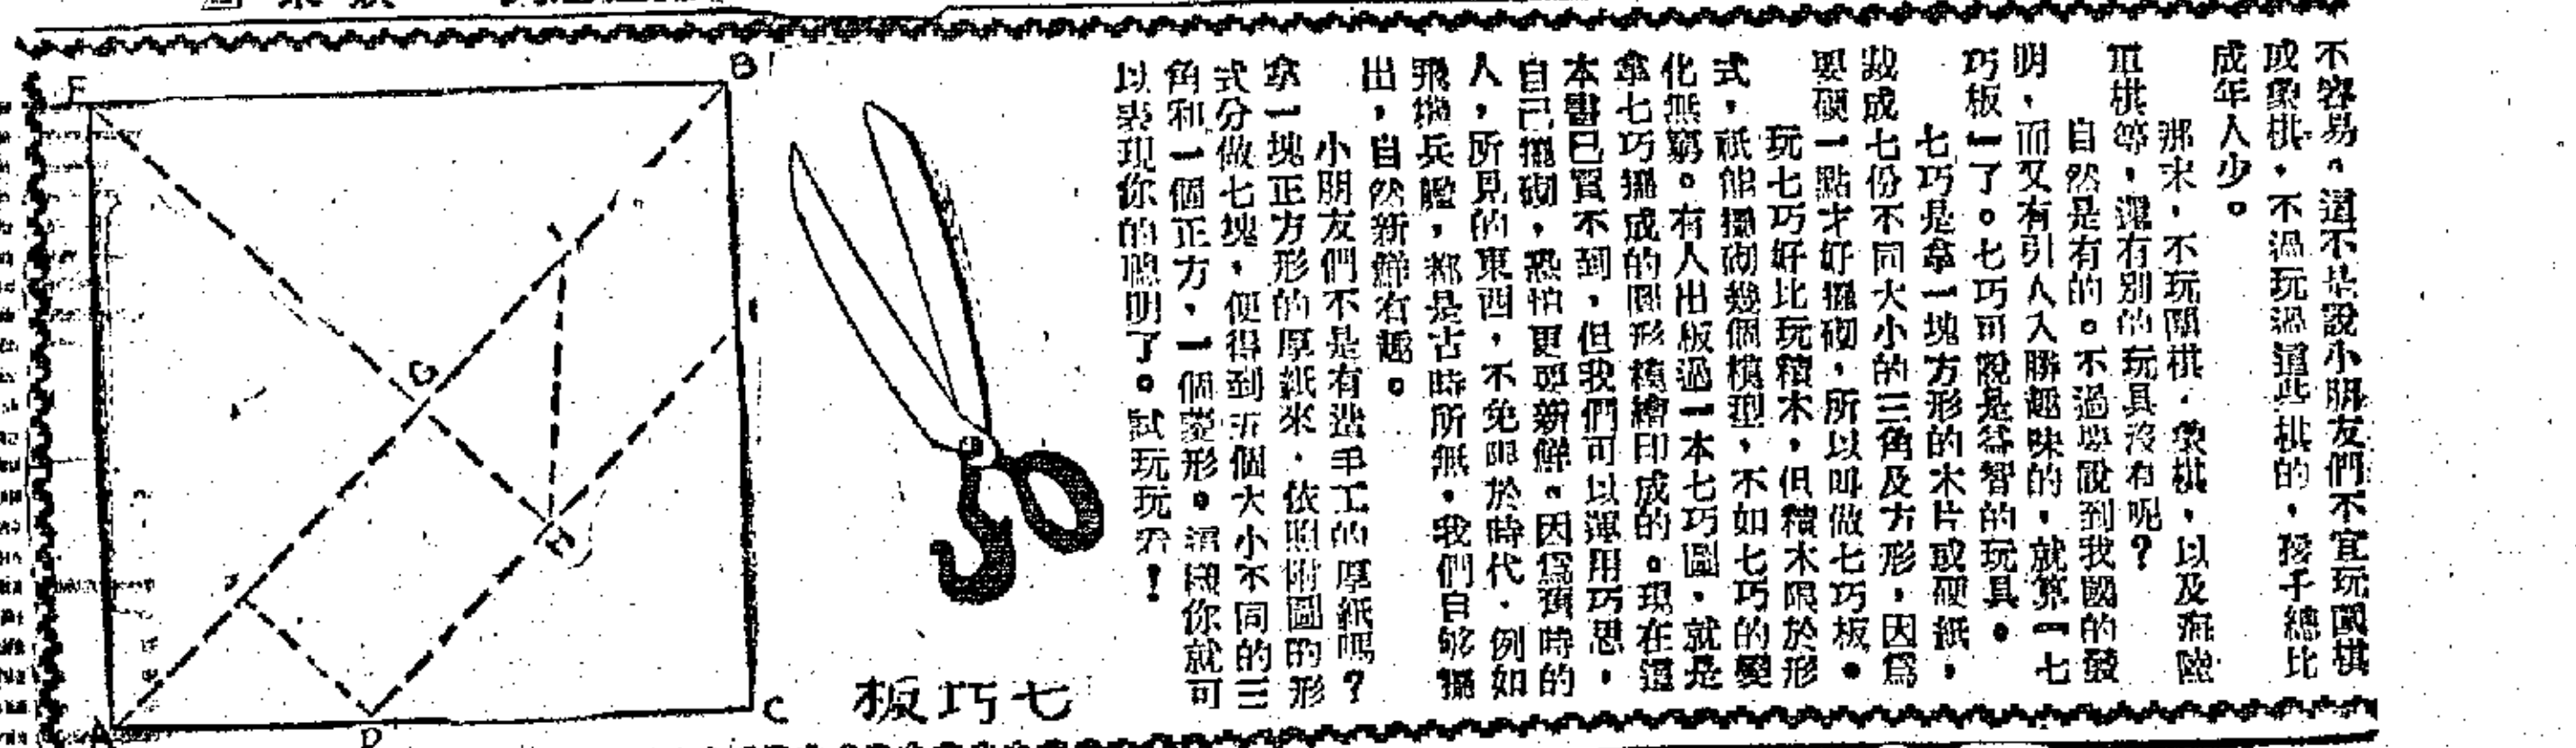 不容易。這不是說小朋友們不宜玩圍棋
或象棋，不過玩這些棋的，孩子總比
成年人少。
那末，不玩圍棋，象棋，以及海陸
軍棋等，還有別的玩具沒有呢？
自然是有的。不過要說到我國的發
明，而又有引人入勝趣味的，就算「七
巧板」了。七巧可說是益智的玩具。
七巧是拿一塊方形的木片或硬紙，
裁成七份不同大小的三角及方形，因爲
要硬一點才好擺砌，所以叫做七巧板。
玩七巧好比玩積木，但積木限於形
式，祇能擺砌幾個模型，不如七巧的變
化無窮。有人出版過一本七巧圖，就是
拿七巧擺成的圖形模繪印成的。現在這
本書已買不到，但我們可以運用巧思，
自己擺砌，恐怕更要新鮮。因爲舊時的
人，所見的東西，不免限於時代，例如
飛機兵艦，都是古時所無，我們自够擺
出，自然新鮮有趣。
小朋友們不是有些手工的厚紙嗎？
拿一塊正方形的厚紙來，依照附圖的形
式分做七塊，便得到五個大小不同的三
角和一個正方，一個菱形。這樣你就可
以表現你的聰明了。試玩玩看！
七巧板
F
B
G
H
J
A
C